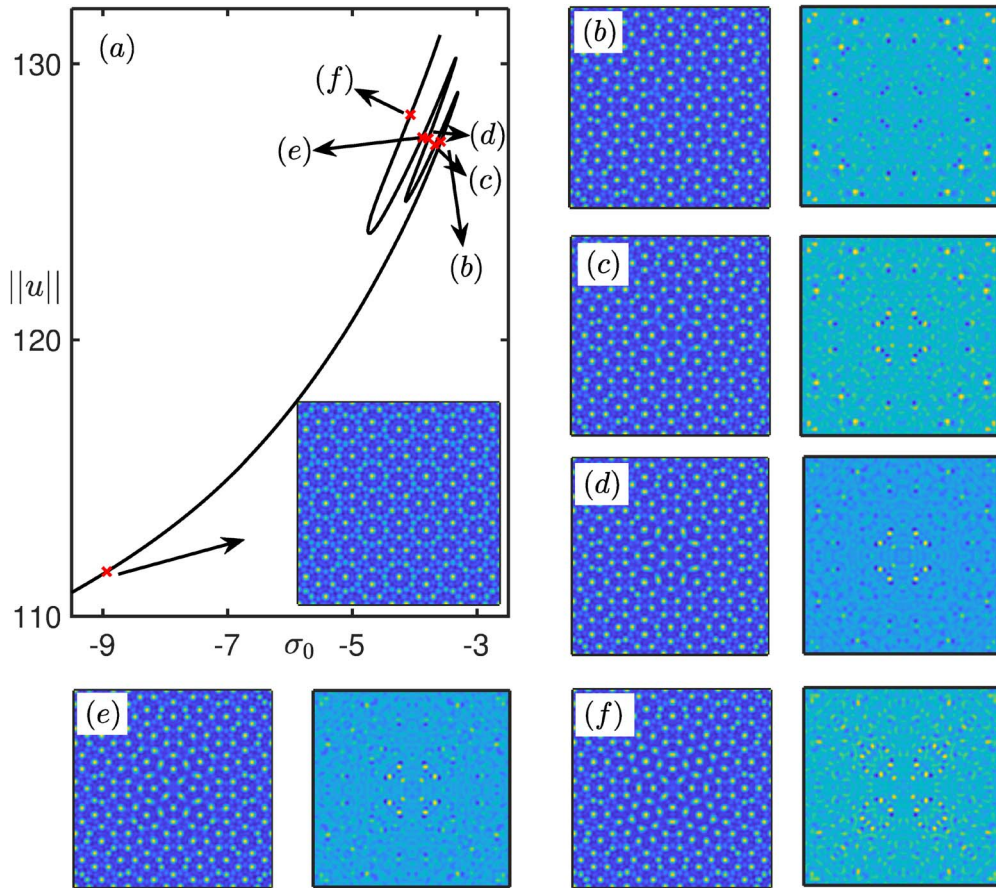 (a)
130
(f)
(e)
(d)
(c)
(b)
||u||
120
110
-9
-7
σ₀
-5
-3
(b)
(c)
(d)
(e)
(f)